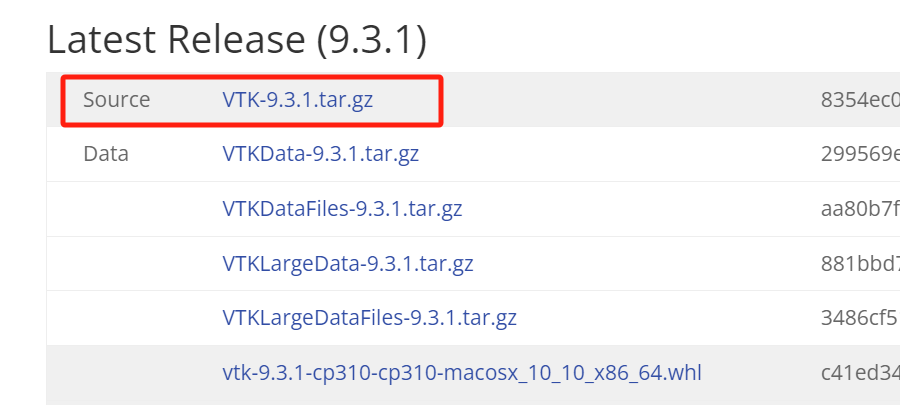 Latest Release (9.3.1)
Source VTK-9.3.1.tar.gz 8354ec0
Data VTKData-9.3.1.tar.gz 299569e
VTKDataFiles-9.3.1.tar.gz aa80b7f
VTKLargeData-9.3.1.tar.gz 881bbd7
VTKLargeDataFiles-9.3.1.tar.gz 3486cf5
vtk-9.3.1-cp310-cp310-macosx_10_10_x86_64.whl c41ed34